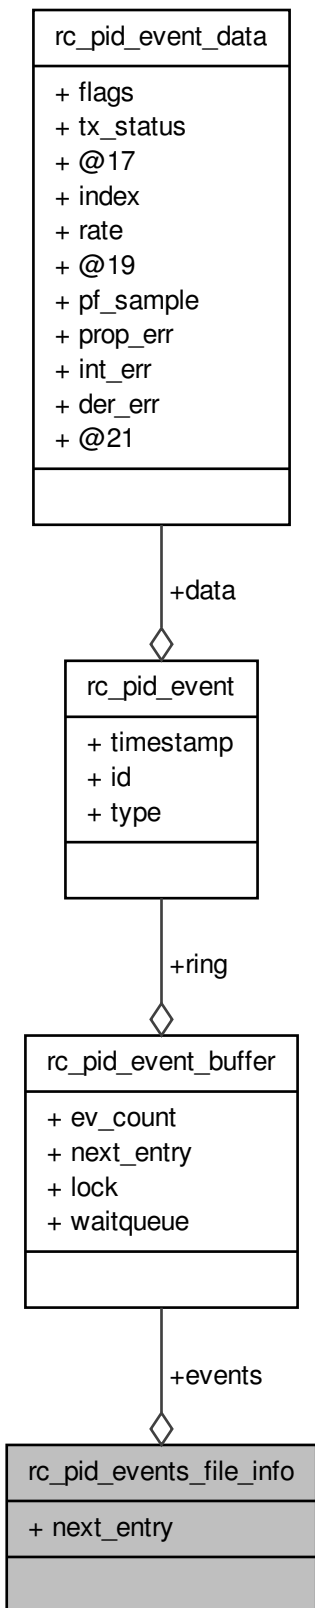 rc_pid_event_data
+ flags
+ tx_status
+ @17
+ index
+ rate
+ @19
+ pf_sample
+ prop_err
+ int_err
+ der_err
+ @21
+data
rc_pid_event
+ timestamp
+ id
+ type
+ring
rc_pid_event_buffer
+ ev_count
+ next_entry
+ lock
+ waitqueue
+events
rc_pid_events_file_info
+ next_entry